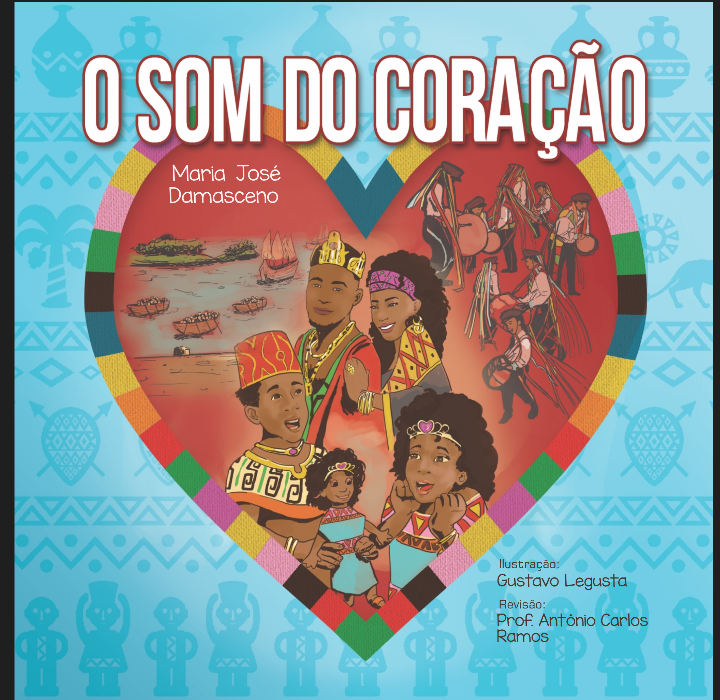 O SOM DO CORAÇÃO
Maria José
Damasceno
Ilustração:
Gustavo Legusta
Revisão:
Prof. Antônio Carlos
Ramos